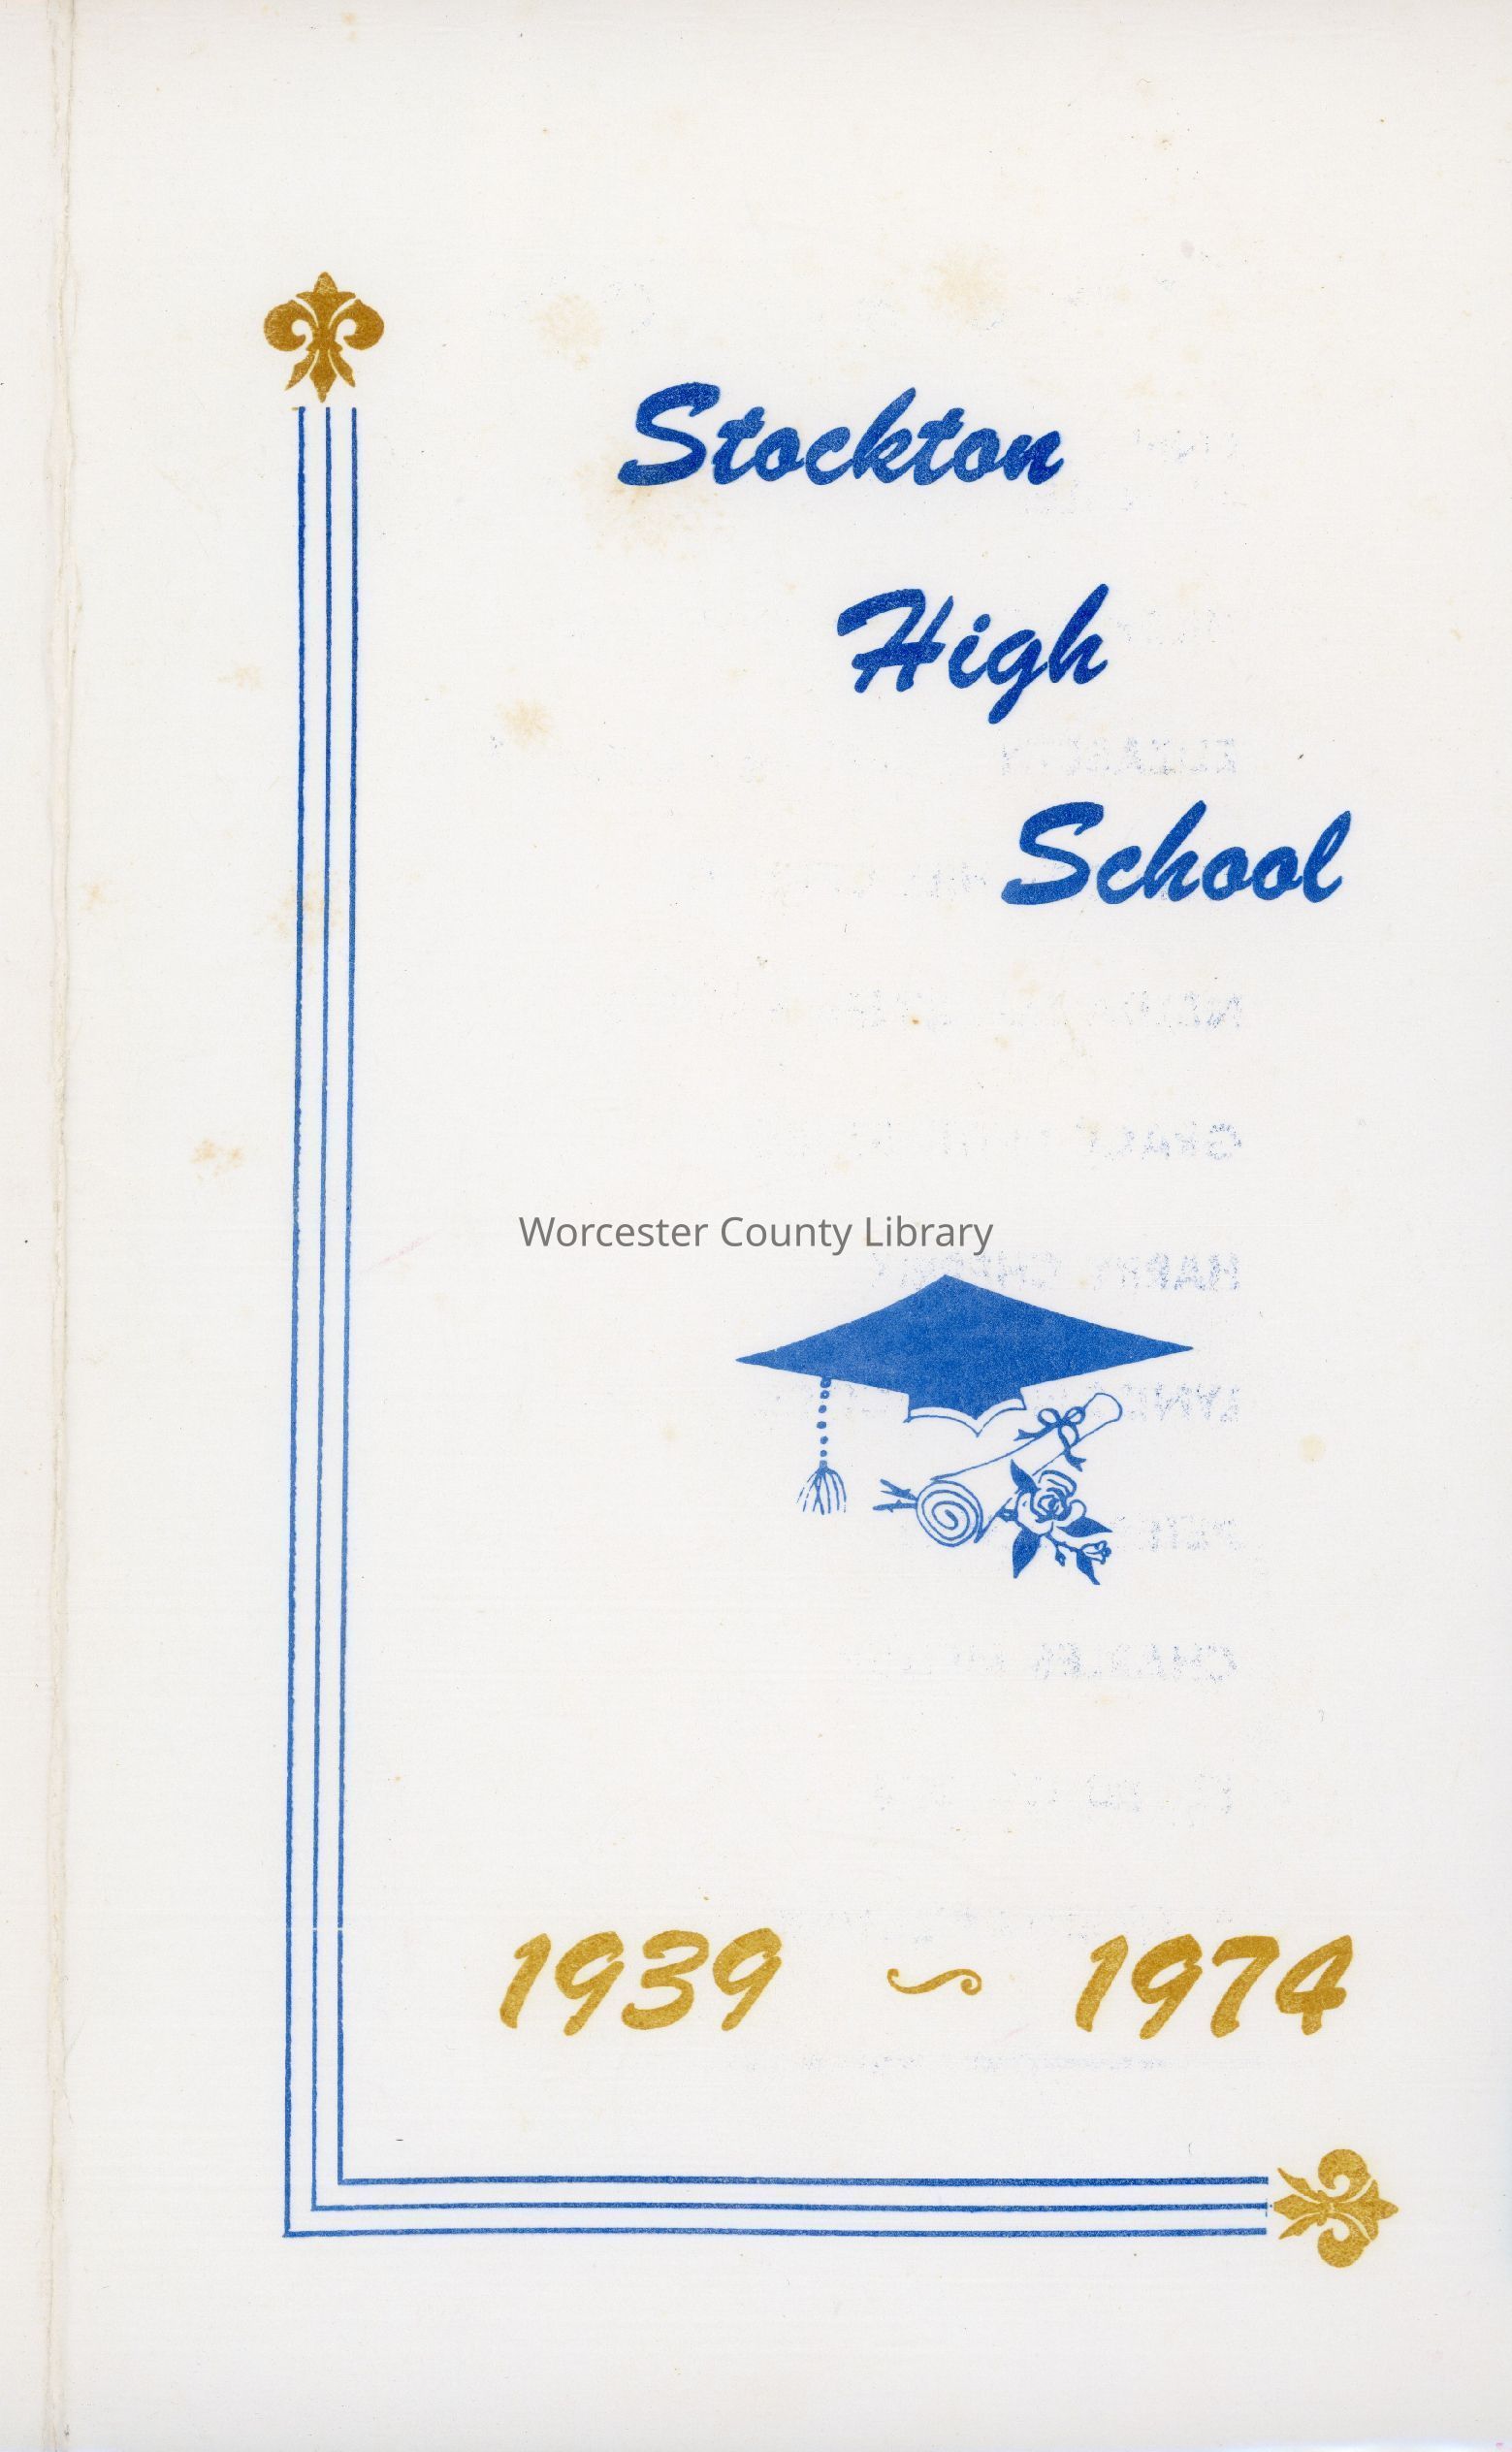 Stockton
High
School
Worcester County Library
1939 ~ 1974